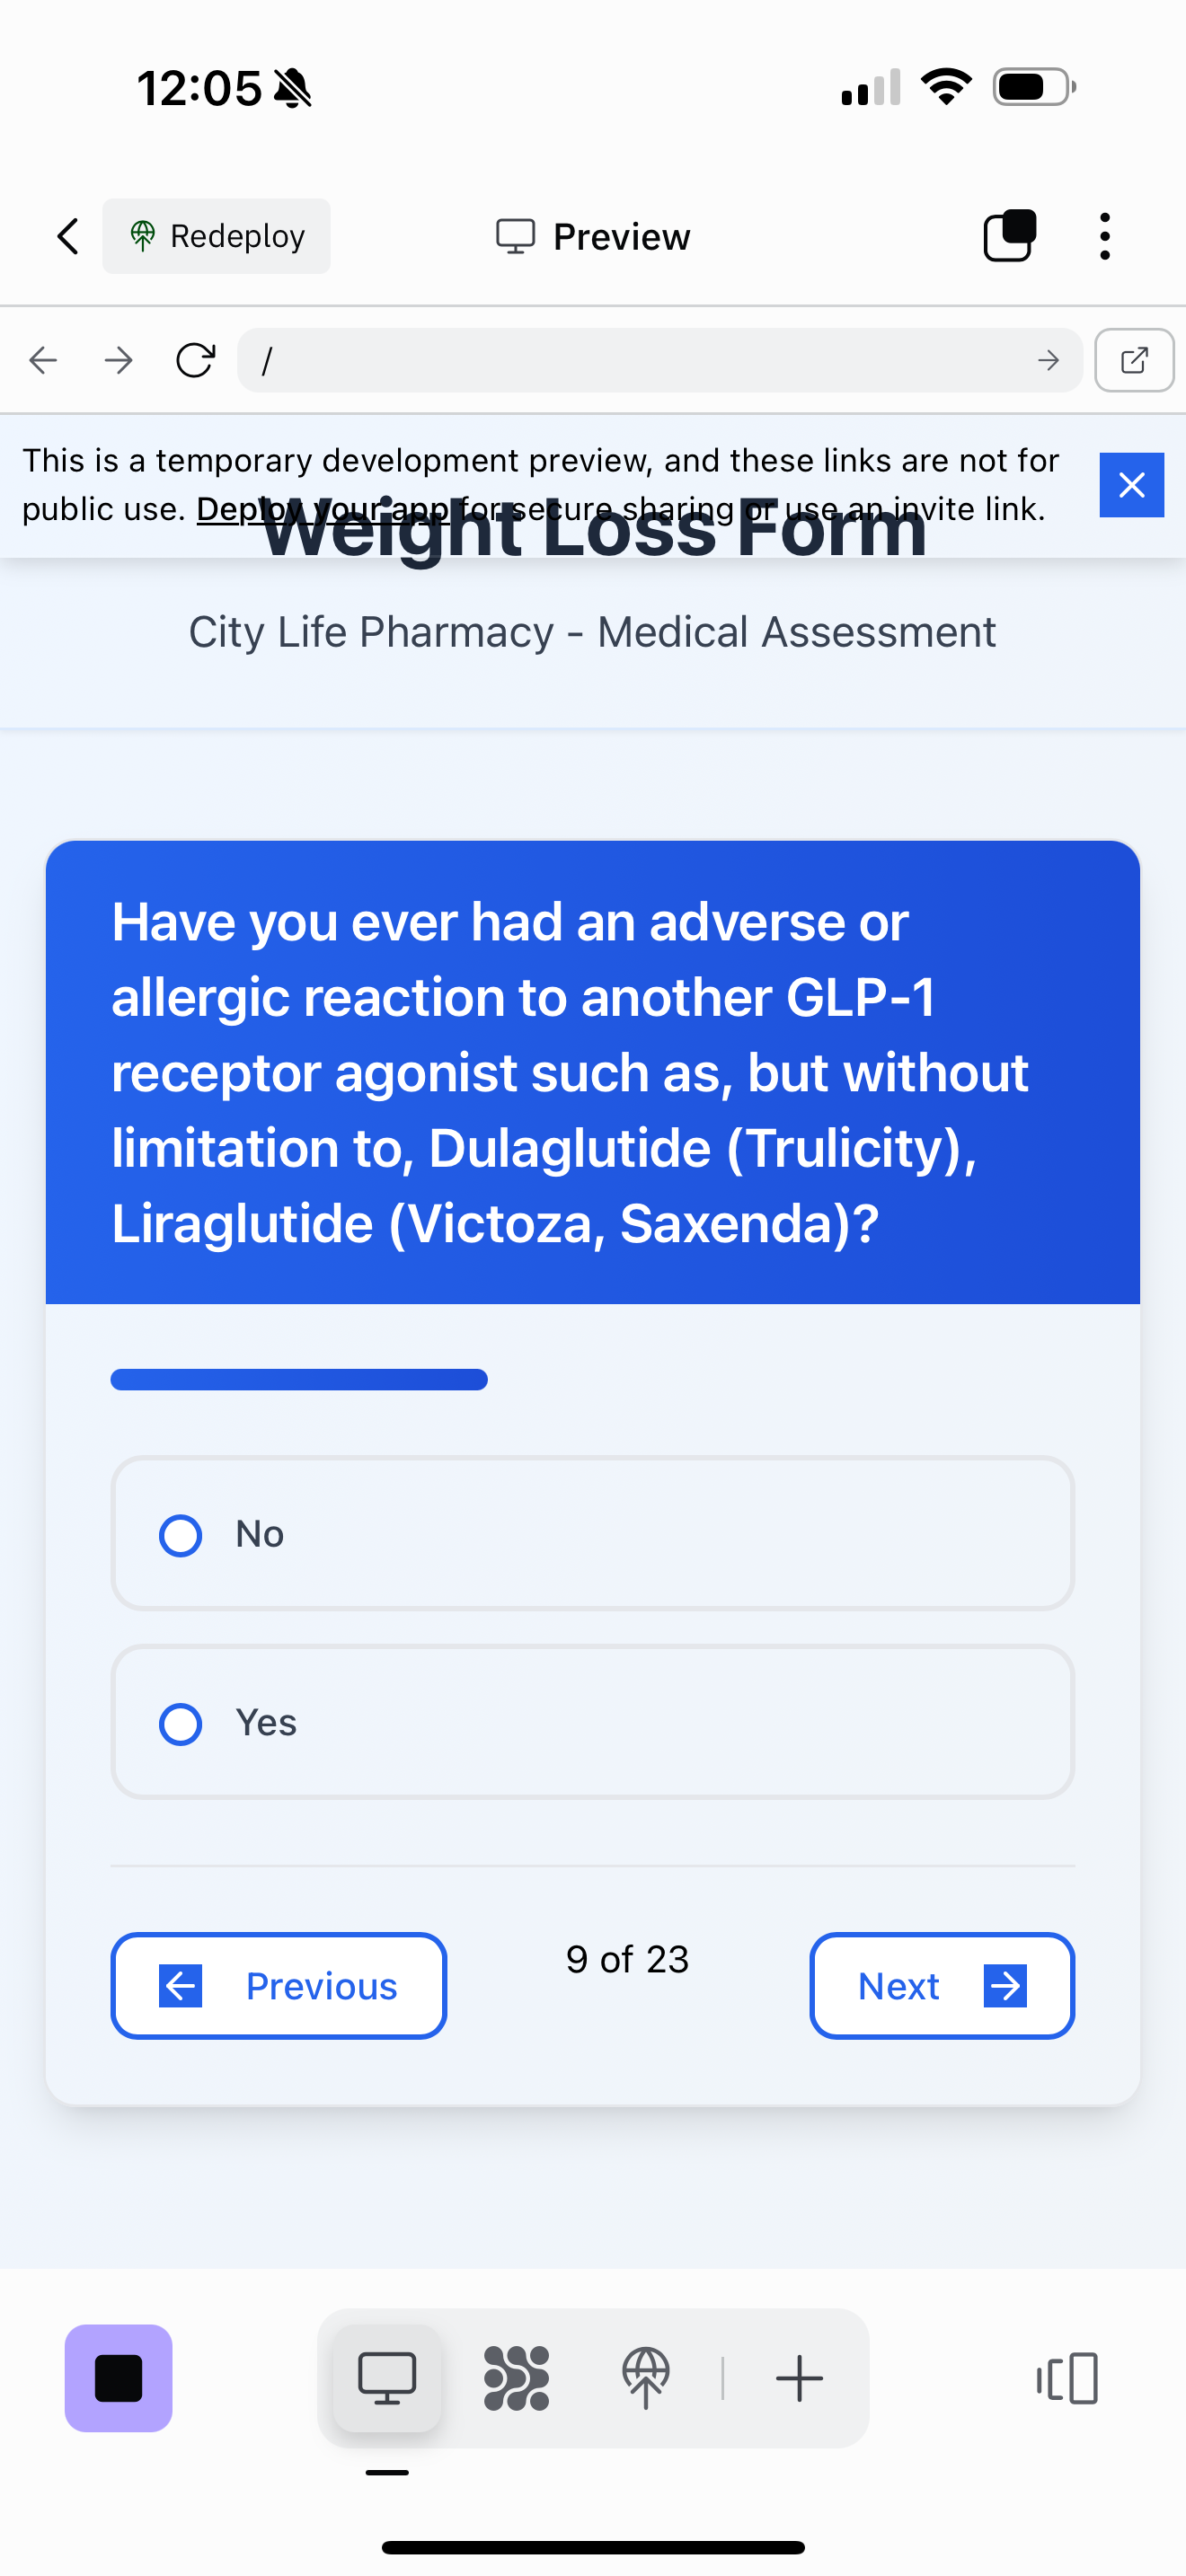 12:05
Redeploy
Preview
/
This is a temporary development preview, and these links are not for
public use. Deploy your app for secure sharing or use an invite link.
Weight Loss Form
City Life Pharmacy - Medical Assessment
Have you ever had an adverse or
allergic reaction to another GLP-1
receptor agonist such as, but without
limitation to, Dulaglutide (Trulicity),
Liraglutide (Victoza, Saxenda)?
No
Yes
Previous
9 of 23
Next